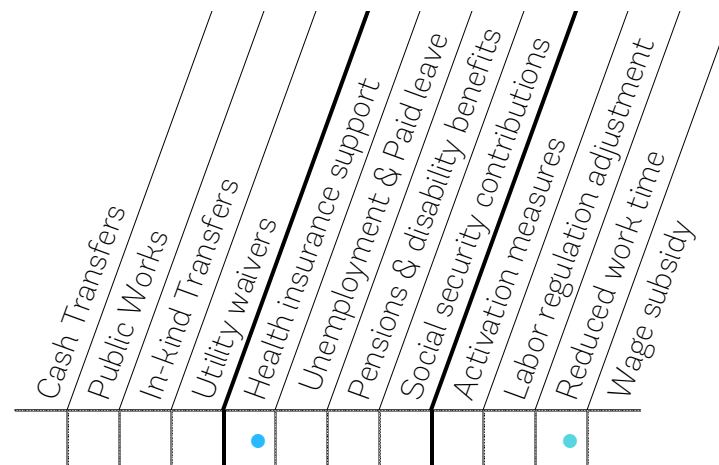 Cash Transfers
Public Works
In-kind Transfers
Utility waivers
Health insurance support
Unemployment & Paid leave
Pensions & disability benefits
Social security contributions
Activation measures
Labor regulation adjustment
Reduced work time
Wage subsidy